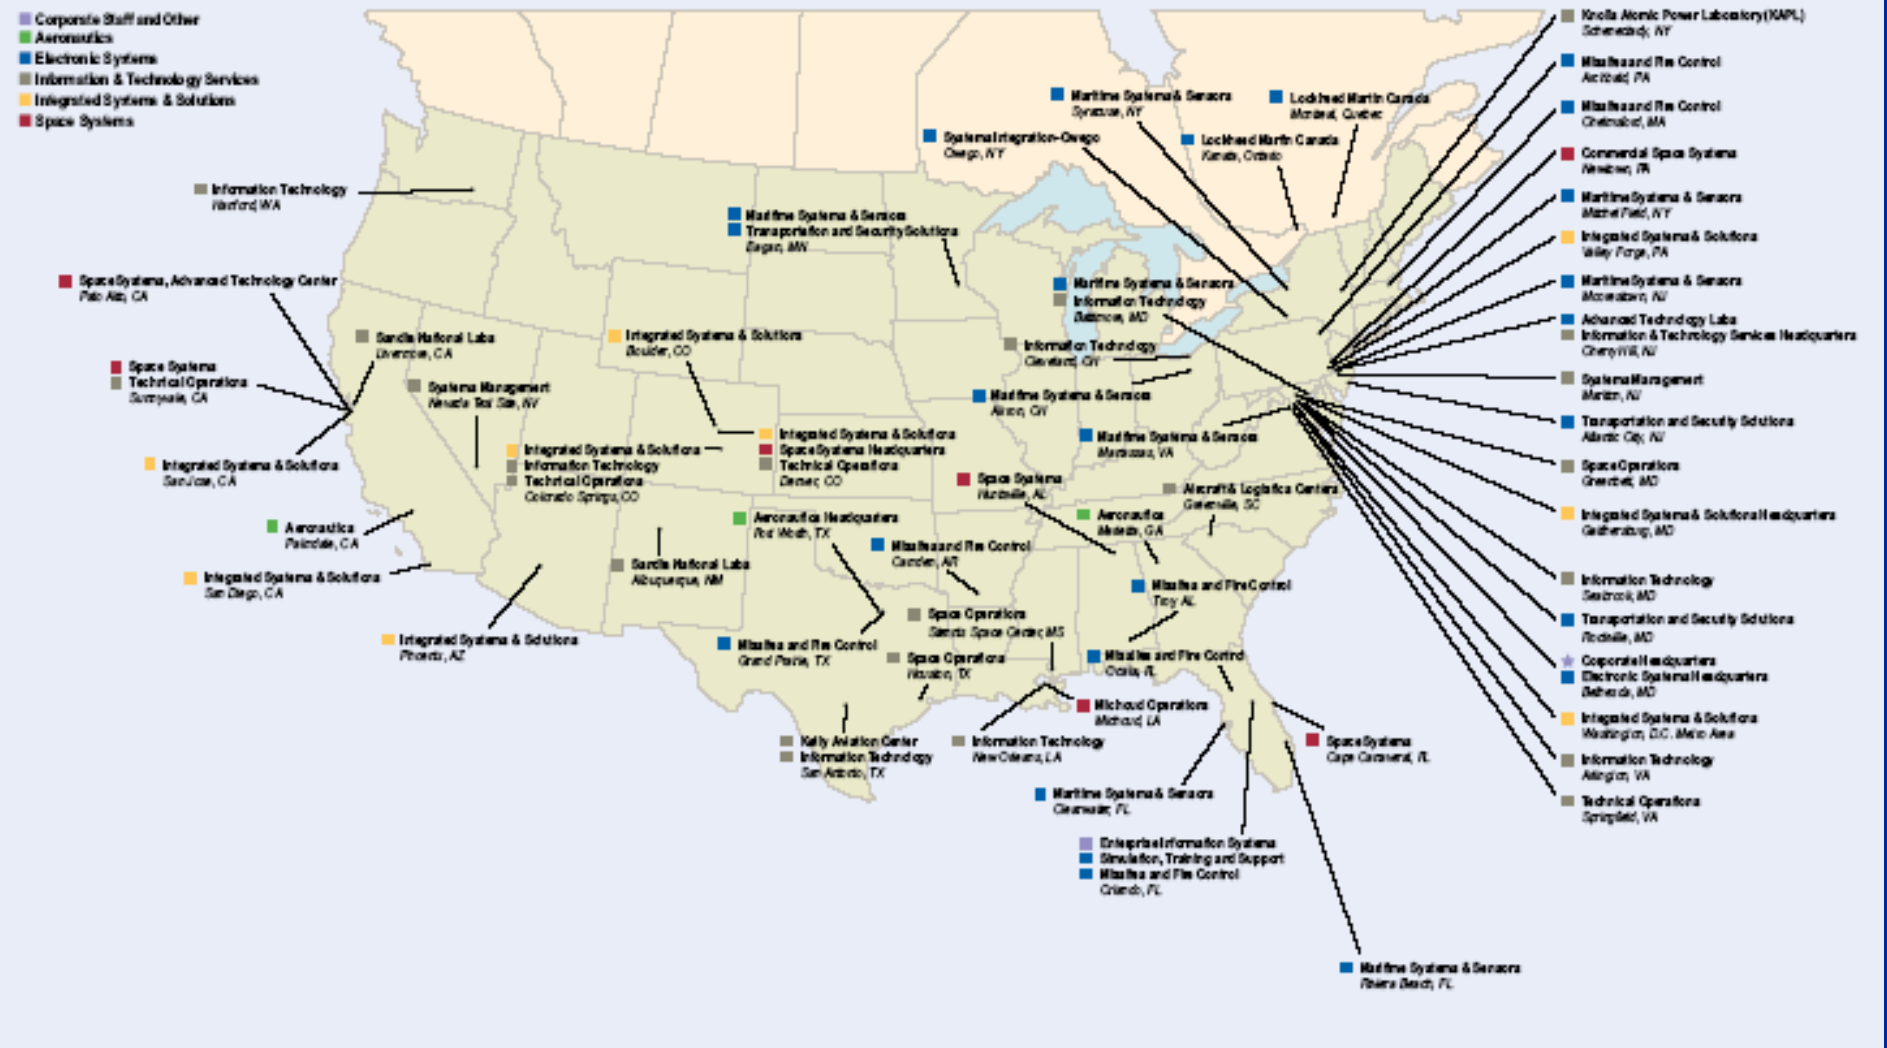 Corporate Staff and Other
Aeronautics
Electronic Systems
Information & Technology Services
Integrated Systems & Solutions
Space Systems
Information Technology
Hanford, WA
Space Systems, Advanced Technology Center
Palo Alto, CA
Sandia National Labs
Livermore, CA
Space Systems
Technical Operations
Sunnyvale, CA
Systems Management
Nevada Test Site, NV
Integrated Systems & Solutions
San Jose, CA
Aeronautics
Palmdale, CA
Integrated Systems & Solutions
San Diego, CA
Integrated Systems & Solutions
Phoenix, AZ
Integrated Systems & Solutions
Boulder, CO
Integrated Systems & Solutions
Information Technology
Technical Operations
Colorado Springs, CO
Integrated Systems & Solutions
Space Systems Headquarters
Technical Operations
Denver, CO
Sandia National Labs
Albuquerque, NM
Maritime Systems & Sensors
Transportation and Security Solutions
Eagan, MN
Aeronautics Headquarters
Fort Worth, TX
Missiles and Fire Control
Camden, AR
Missiles and Fire Control
Grand Prairie, TX
Space Operations
Stennis Space Center, MS
Space Operations
Houston, TX
Kelly Aviation Center
Information Technology
San Antonio, TX
Information Technology
New Orleans, LA
Michoud Operations
Michoud, LA
Systems Integration-Owego
Owego, NY
Maritime Systems & Sensors
Syracuse, NY
Lockheed Martin Canada
Kanata, Ontario
Lockheed Martin Canada
Montreal, Quebec
Maritime Systems & Sensors
Information Technology
Baltimore, MD
Information Technology
Cleveland, OH
Maritime Systems & Sensors
Akron, OH
Maritime Systems & Sensors
Manassas, VA
Space Systems
Huntsville, AL
Aircraft & Logistics Centers
Greenville, SC
Aeronautics
Marietta, GA
Missiles and Fire Control
Troy AL
Missiles and Fire Control
Ocala, FL
Space Systems
Cape Canaveral, FL
Maritime Systems & Sensors
Clearwater, FL
Enterprise Information Systems
Simulation, Training and Support
Missiles and Fire Control
Orlando, FL
Maritime Systems & Sensors
Riviera Beach, FL
Knolls Atomic Power Laboratory (KAPL)
Schenectady, NY
Missiles and Fire Control
Archbald, PA
Missiles and Fire Control
Chelmsford, MA
Commercial Space Systems
Newtown, PA
Maritime Systems & Sensors
Mitchel Field, NY
Integrated Systems & Solutions
Valley Forge, PA
Maritime Systems & Sensors
Moorestown, NJ
Advanced Technology Labs
Information & Technology Services Headquarters
Cherry Hill, NJ
Systems Management
Marlton, NJ
Transportation and Security Solutions
Atlantic City, NJ
Space Operations
Greenbelt, MD
Integrated Systems & Solutions Headquarters
Gaithersburg, MD
Information Technology
Seabrook, MD
Transportation and Security Solutions
Rockville, MD
Corporate Headquarters
Electronic Systems Headquarters
Bethesda, MD
Integrated Systems & Solutions
Washington, D.C. Metro Area
Information Technology
Arlington, VA
Technical Operations
Springfield, VA